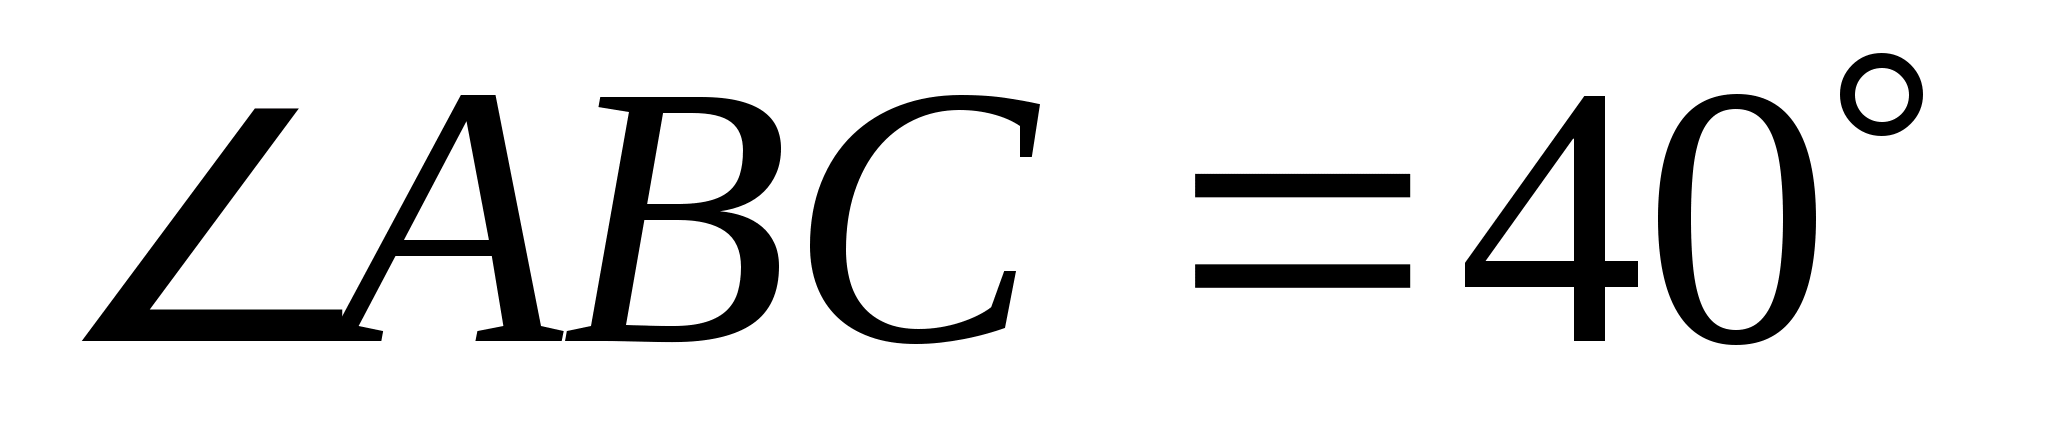 ∠ABC = 40°